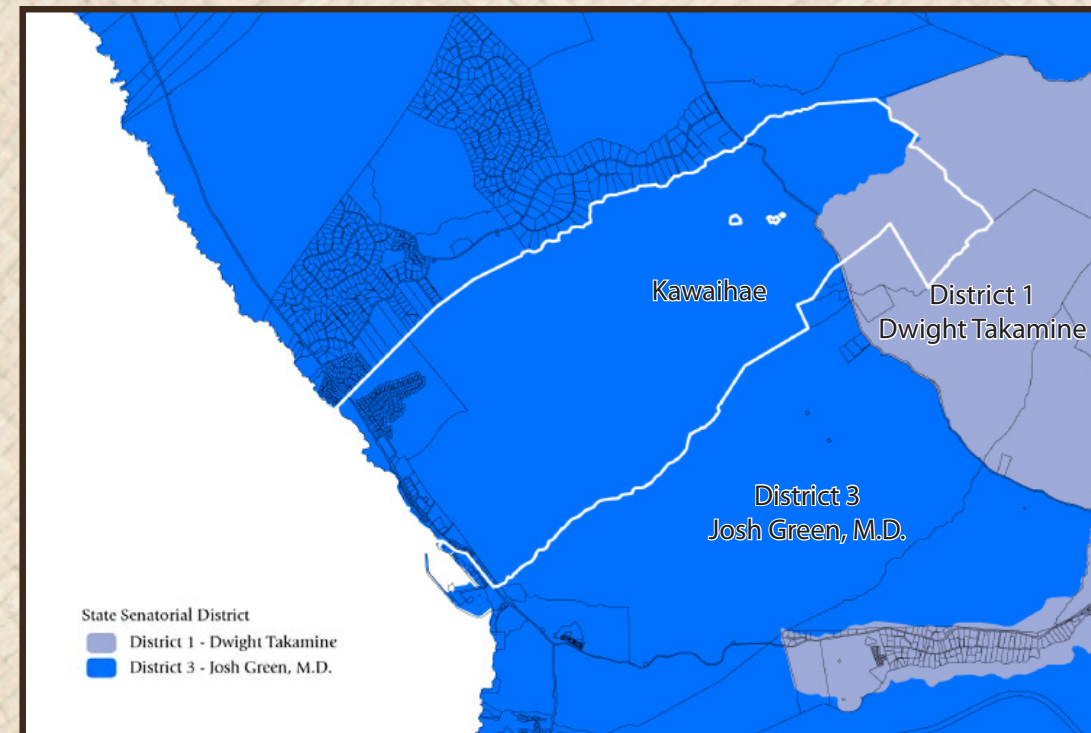 Kawaihae
District 1
Dwight Takamine
District 3
Josh Green, M.D.
State Senatorial District
District 1 - Dwight Takamine
District 3 - Josh Green, M.D.